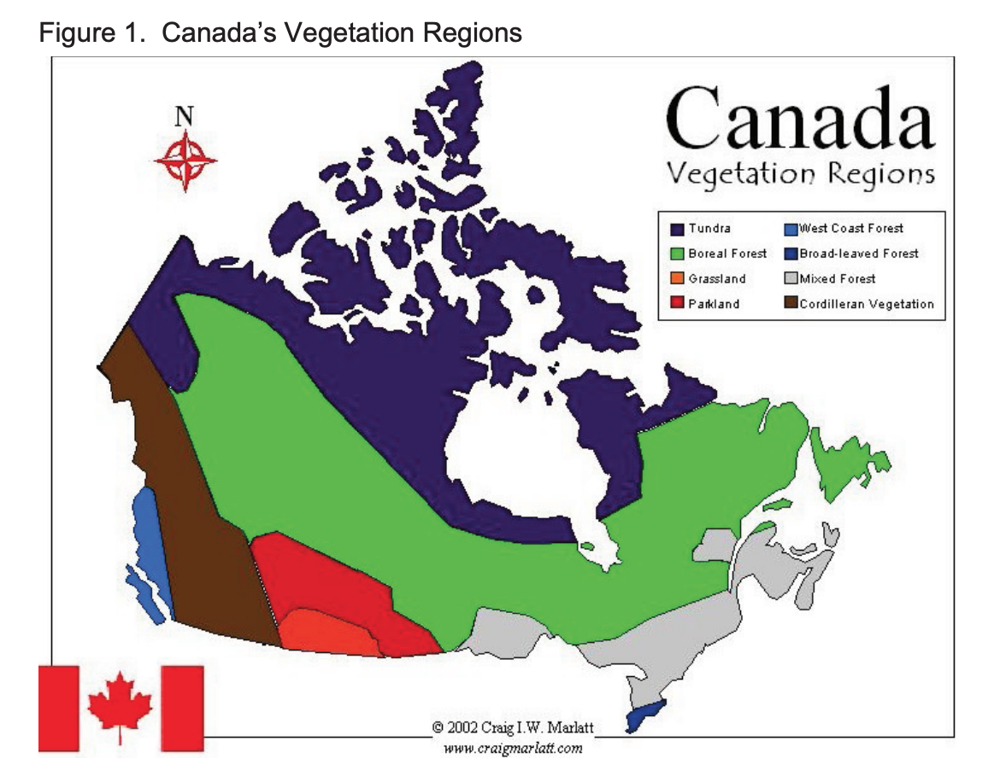 Figure 1.  Canada’s Vegetation Regions
N
Canada
Vegetation Regions
Tundra
Boreal Forest
Grassland
Parkland
West Coast Forest
Broad-leaved Forest
Mixed Forest
Cordilleran Vegetation
© 2002 Craig I.W. Marlatt
www.craigmarlatt.com